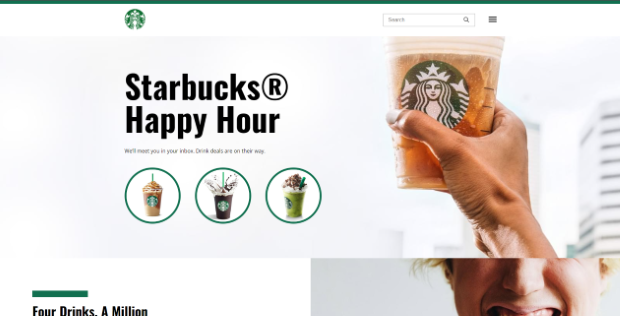 Search
Starbucks®
Happy Hour
We'll meet you in your inbox. Drink deals are on their way.
Four Drinks, A Million